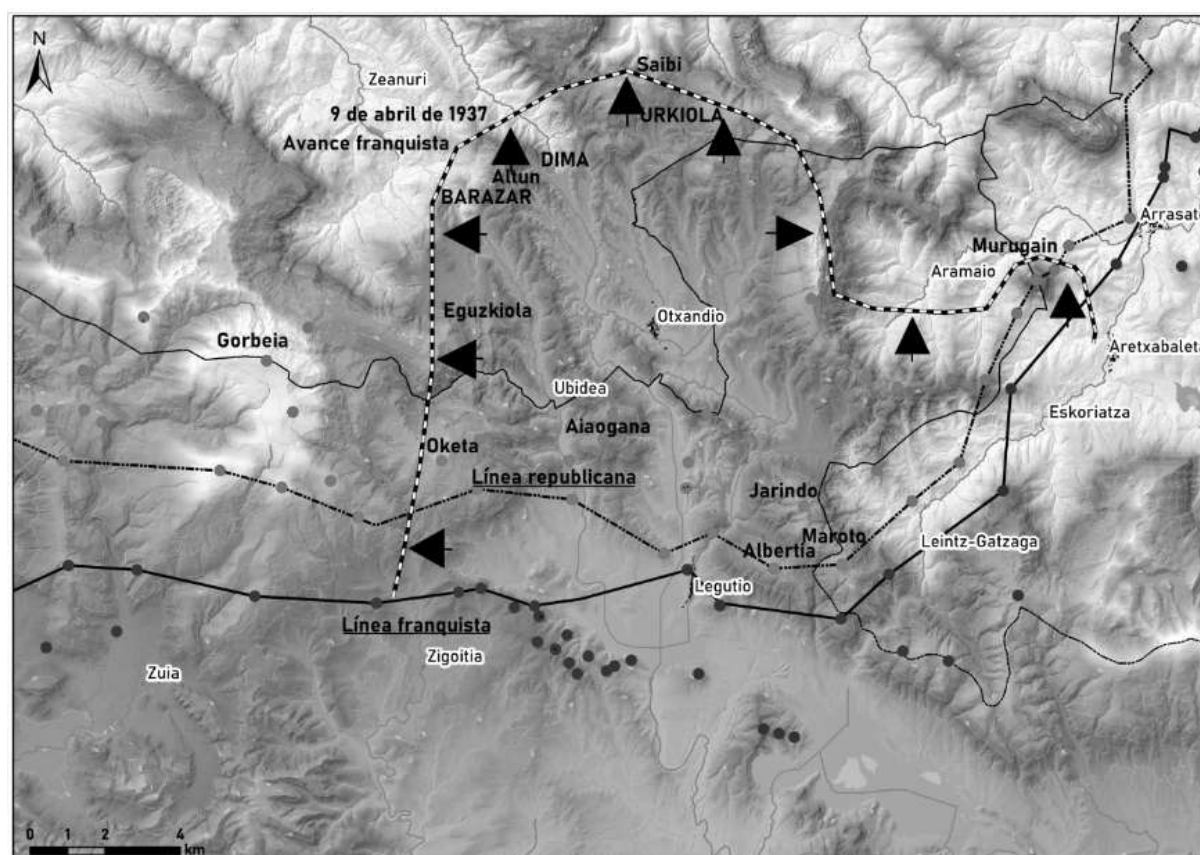 N
Saibi
Zeanuri
9 de abril de 1937
URKIOLA
Avance franquista
DIMA
Altun
BARAZAR
Arrasate
Murugain
Aramaio
Eguzkiola
Otxandio
Gorbeia
Aretxabaleta
Ubidea
Eskoriatza
Aiaogana
Oketa
Línea republicana
Jarindo
Maroto
Albertia
Leintz-Gatzaga
Legutio
Línea franquista
Zigoitia
Zuia
0 1 2 4
km